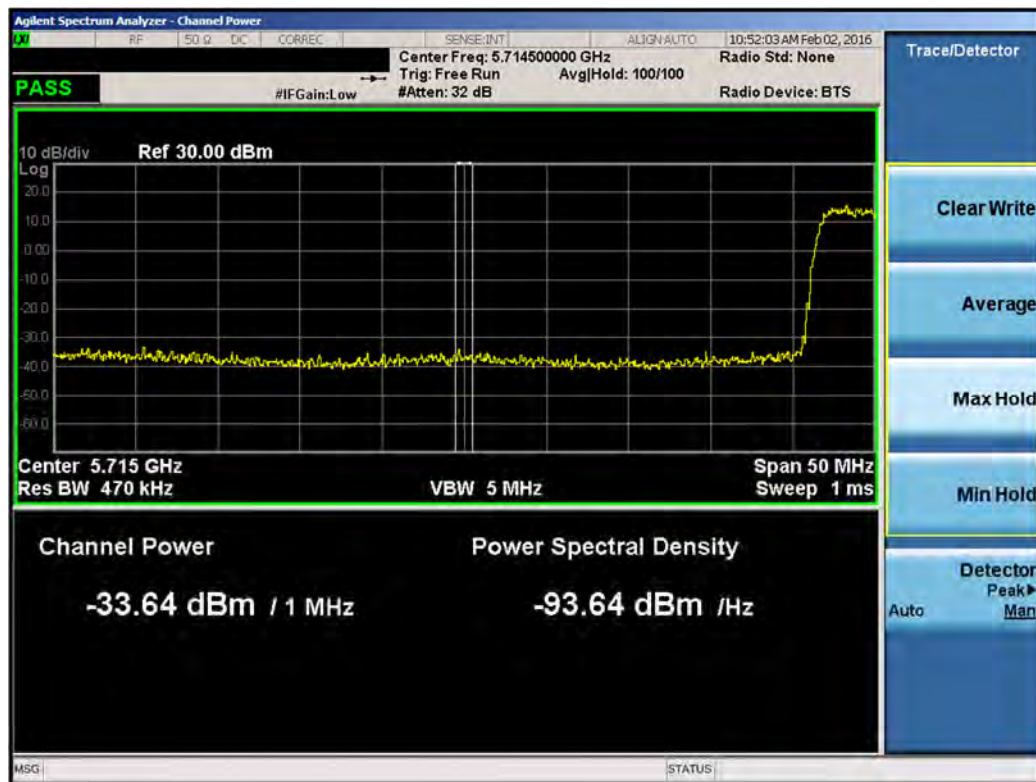 Agilent Spectrum Analyzer - Channel Power
LXI RF 50 Ω DC CORREC SENSE:INT ALIGN AUTO 10:52:03 AM Feb 02, 2016
Center Freq: 5.714500000 GHz Radio Std: None
Trig: Free Run Avg|Hold: 100/100
PASS #IFGain:Low #Atten: 32 dB Radio Device: BTS
10 dB/div Ref 30.00 dBm
Log
20.0
10.0
0.00
-10.0
-20.0
-30.0
-40.0
-50.0
-60.0
Center 5.715 GHz Span 50 MHz
Res BW 470 kHz VBW 5 MHz Sweep 1 ms
Channel Power Power Spectral Density
-33.64 dBm / 1 MHz -93.64 dBm /Hz
MSG STATUS
Trace/Detector
Clear Write
Average
Max Hold
Min Hold
Detector
Peak▶
Auto Man